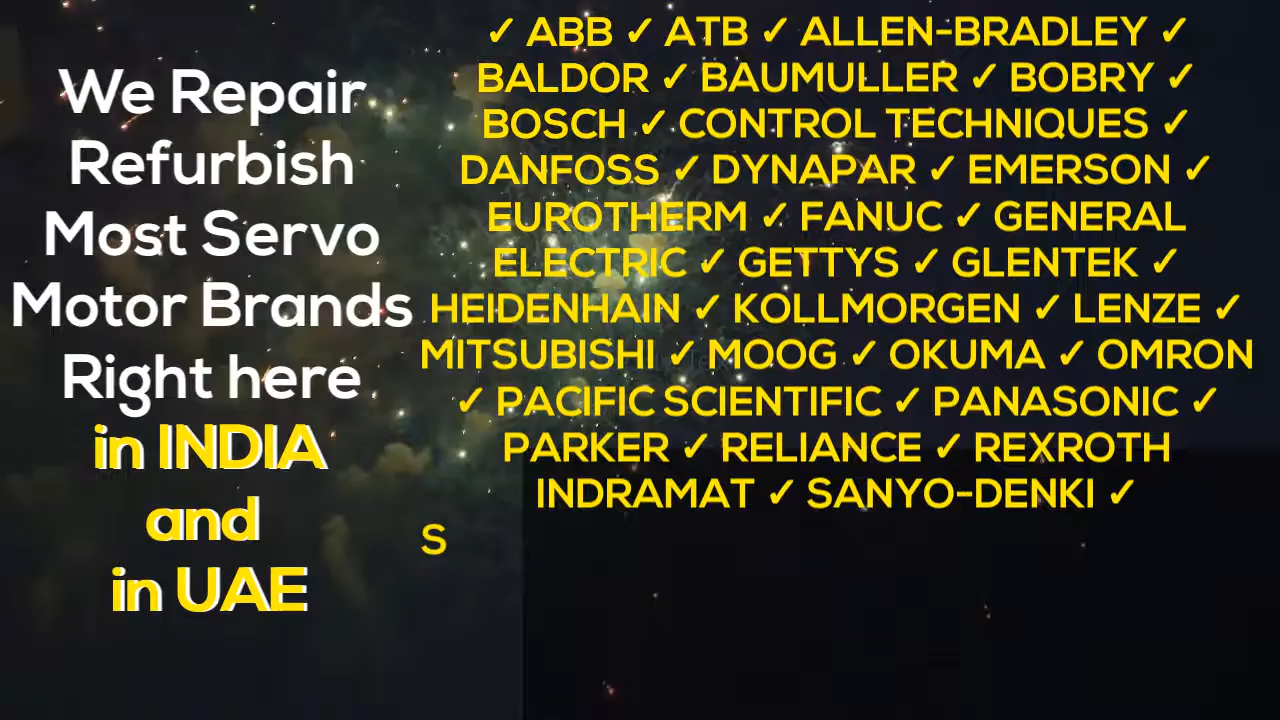 We Repair
Refurbish
Most Servo
Motor Brands
Right here
in INDIA
and
in UAE
✓ ABB ✓ ATB ✓ ALLEN-BRADLEY ✓
BALDOR ✓ BAUMULLER ✓ BOBRY ✓
BOSCH ✓ CONTROL TECHNIQUES ✓
DANFOSS ✓ DYNAPAR ✓ EMERSON ✓
EUROTHERM ✓ FANUC ✓ GENERAL
ELECTRIC ✓ GETTYS ✓ GLENTEK ✓
HEIDENHAIN ✓ KOLLMORGEN ✓ LENZE ✓
MITSUBISHI ✓ MOOG ✓ OKUMA ✓ OMRON
✓ PACIFIC SCIENTIFIC ✓ PANASONIC ✓
PARKER ✓ RELIANCE ✓ REXROTH
INDRAMAT ✓ SANYO-DENKI ✓
S